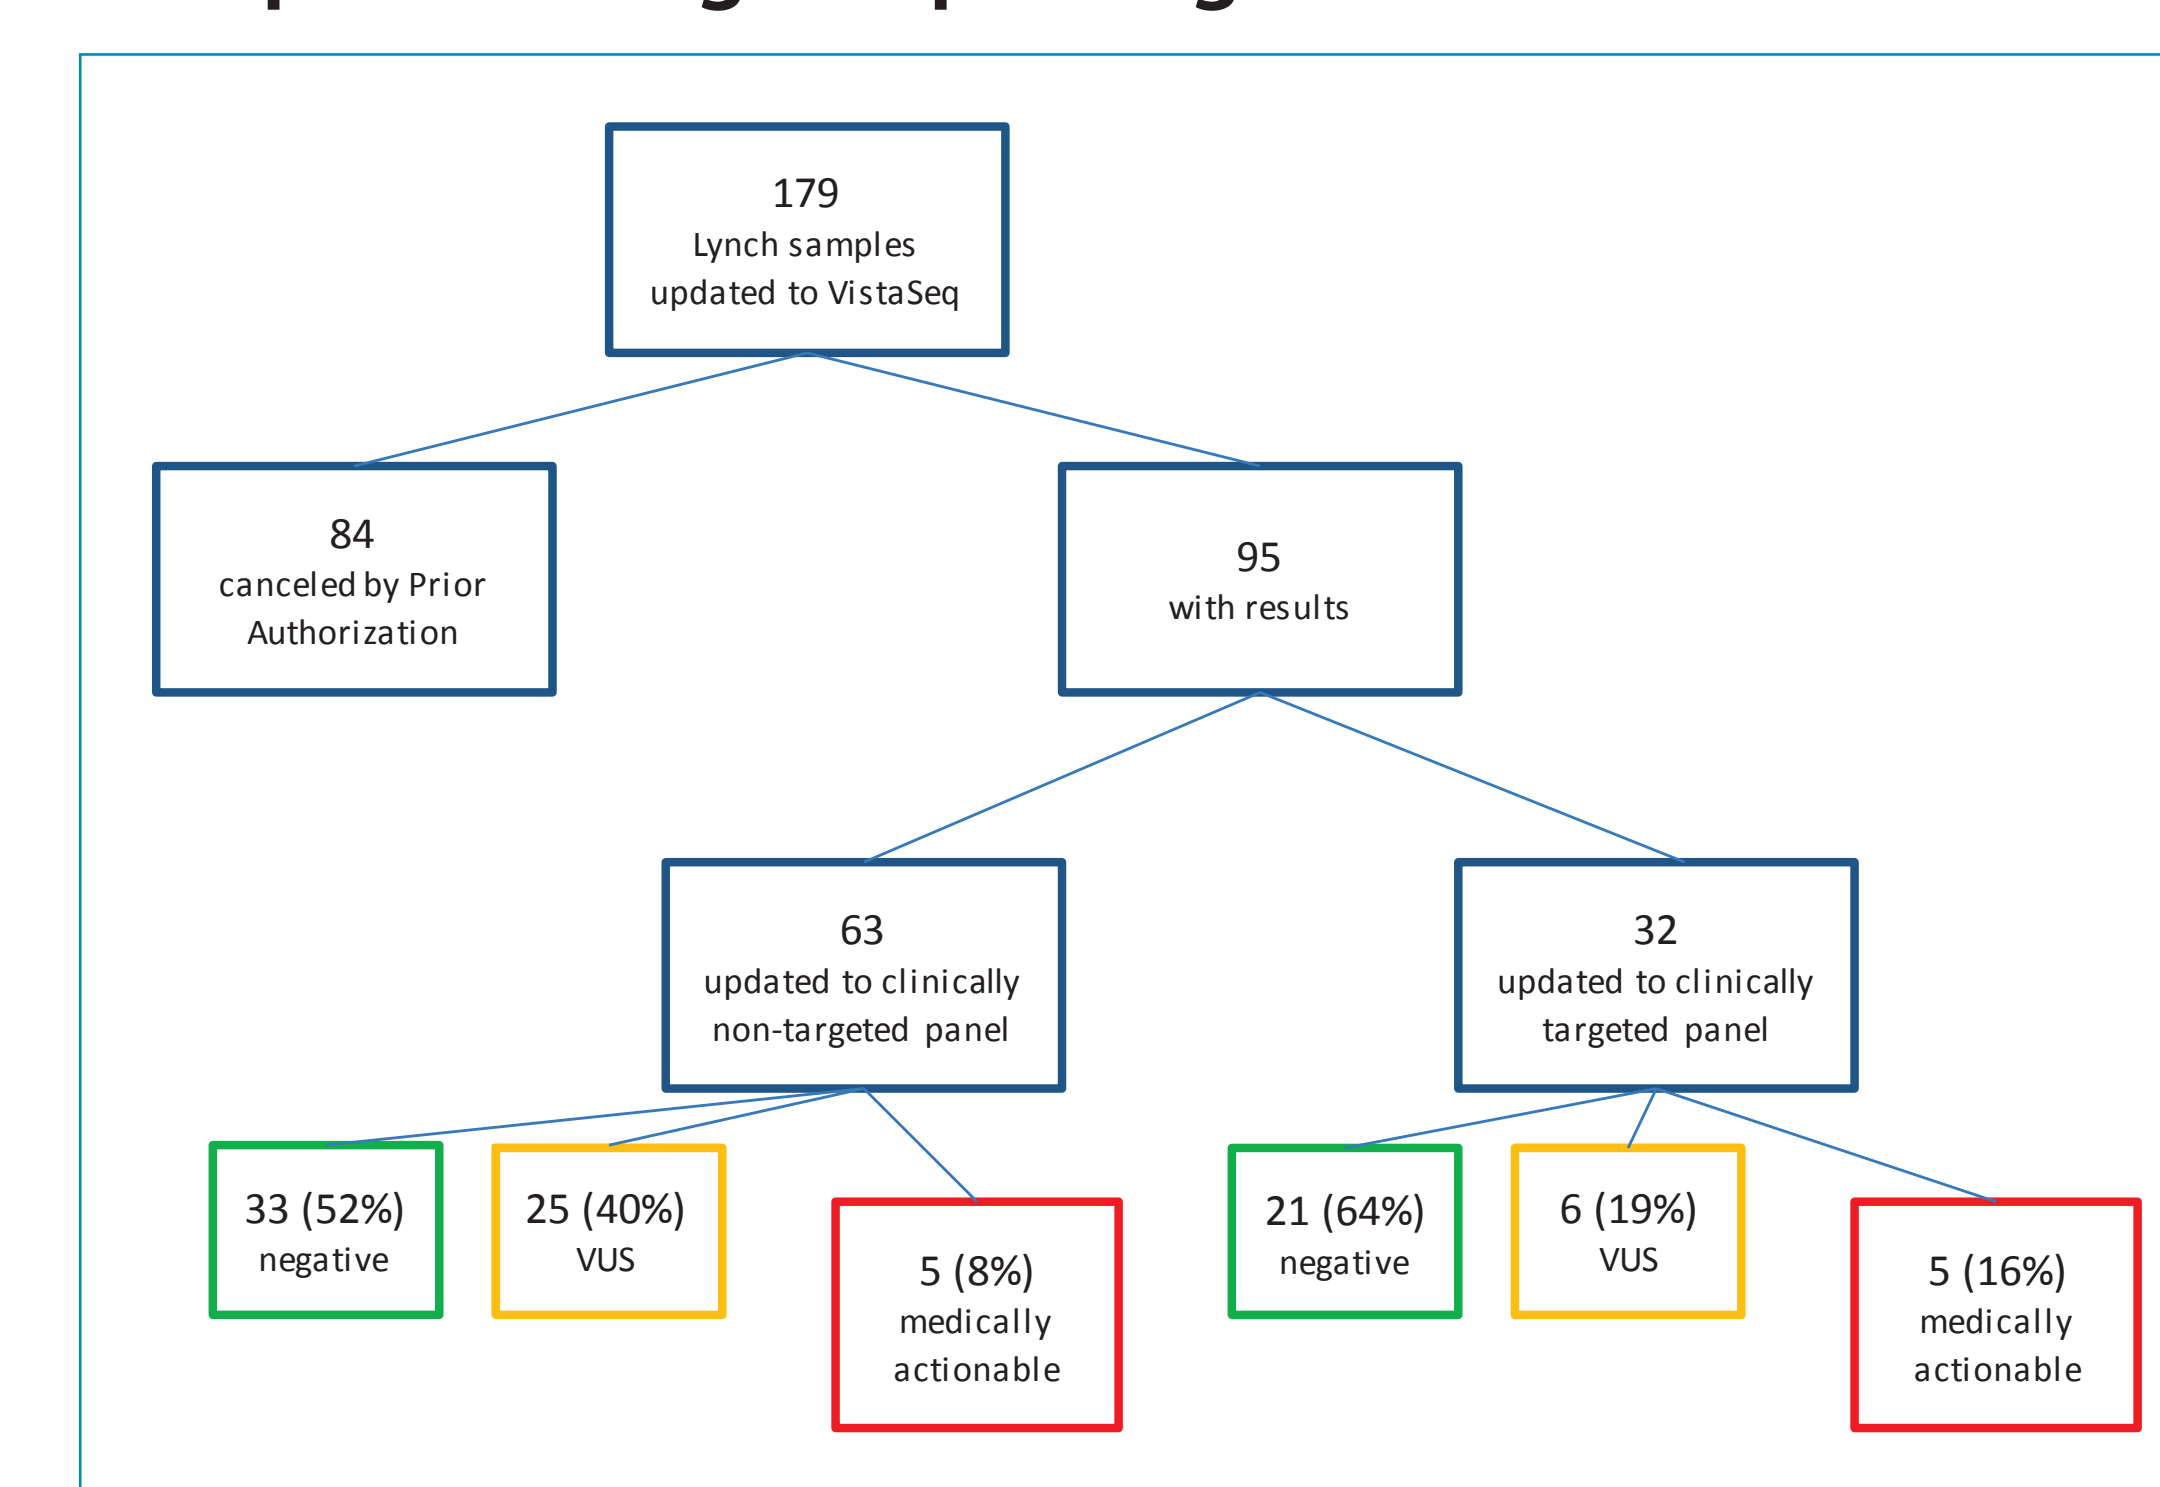 179
Lynch samples
updated to VistaSeq
84
canceled by Prior
Authorization
95
with results
63
updated to clinically
non-targeted panel
32
updated to clinically
targeted panel
33 (52%)
negative
25 (40%)
VUS
5 (8%)
medically
actionable
21 (64%)
negative
6 (19%)
VUS
5 (16%)
medically
actionable